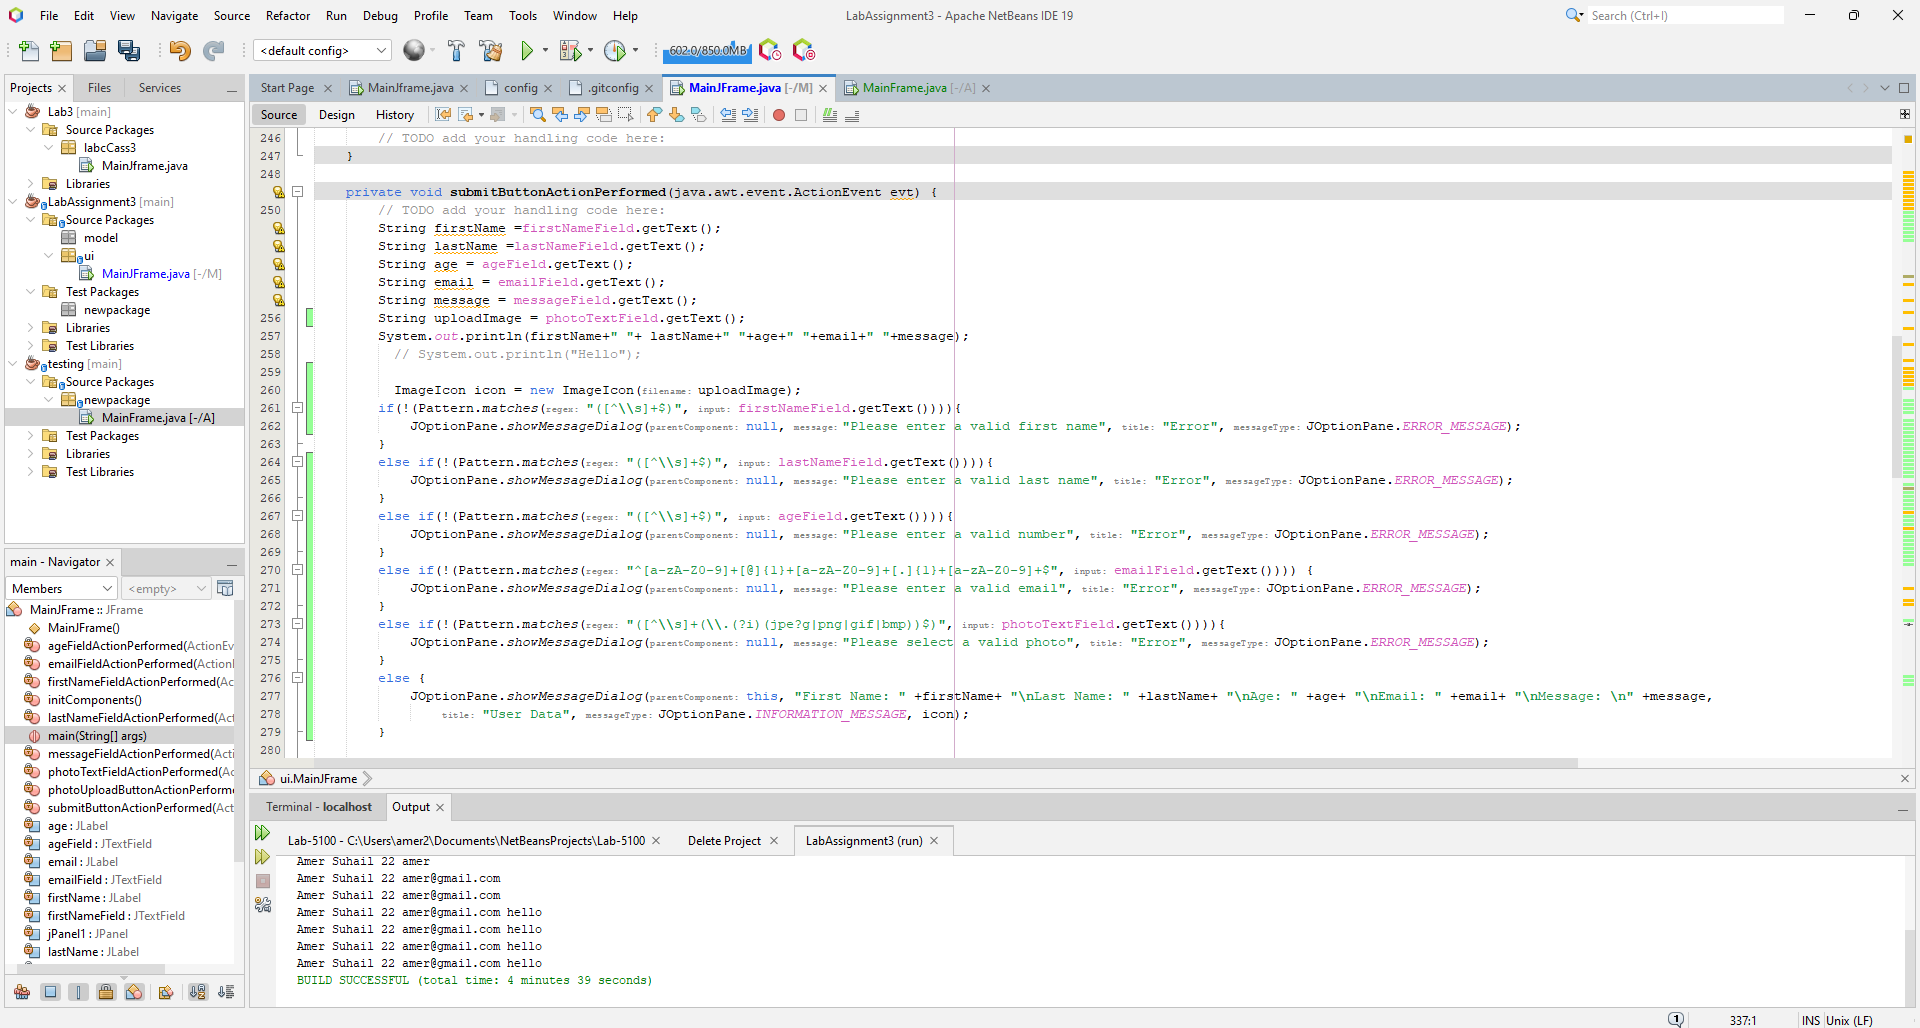 File Edit View Navigate Source Refactor Run Debug Profile Team Tools Window Help
LabAssignment3 - Apache NetBeans IDE 19
Search (Ctrl+I)
<default config>
602.0/850.0MB
Projects
Files
Services
Lab3 [main]
Source Packages
labcCass3
MainJframe.java
Libraries
LabAssignment3 [main]
Source Packages
model
ui
MainJFrame.java [-/M]
Test Packages
newpackage
Libraries
Test Libraries
testing [main]
Source Packages
newpackage
MainFrame.java [-/A]
Test Packages
Libraries
Test Libraries
main - Navigator
Members
<empty>
MainJFrame :: JFrame
MainJFrame()
ageFieldActionPerformed(ActionEv
emailFieldActionPerformed(Action
firstNameFieldActionPerformed(Ac
initComponents()
lastNameFieldActionPerformed(Act
main(String[] args)
messageFieldActionPerformed(Acti
photoTextFieldActionPerformed(Ac
photoUploadButtonActionPerforme
submitButtonActionPerformed(Act
age : JLabel
ageField : JTextField
email : JLabel
emailField : JTextField
firstName : JLabel
firstNameField : JTextField
jPanel1 : JPanel
lastName : JLabel
Start Page
MainJframe.java
config
.gitconfig
MainJFrame.java [-/M]
MainFrame.java [-/A]
Source
Design
History
246 // TODO add your handling code here:
247 }
248
private void submitButtonActionPerformed(java.awt.event.ActionEvent evt) {
250 // TODO add your handling code here:
String firstName =firstNameField.getText();
String lastName =lastNameField.getText();
String age = ageField.getText();
String email = emailField.getText();
String message = messageField.getText();
256 String uploadImage = photoTextField.getText();
257 System.out.println(firstName+" "+ lastName+" "+age+" "+email+" "+message);
258 // System.out.println("Hello");
259
260 ImageIcon icon = new ImageIcon(filename: uploadImage);
261 if(!(Pattern.matches(regex: "([^\\s]+$)", input: firstNameField.getText()))){
262 JOptionPane.showMessageDialog(parentComponent: null, message: "Please enter a valid first name", title: "Error", messageType: JOptionPane.ERROR_MESSAGE);
263 }
264 else if(!(Pattern.matches(regex: "([^\\s]+$)", input: lastNameField.getText()))){
265 JOptionPane.showMessageDialog(parentComponent: null, message: "Please enter a valid last name", title: "Error", messageType: JOptionPane.ERROR_MESSAGE);
266 }
267 else if(!(Pattern.matches(regex: "([^\\s]+$)", input: ageField.getText()))){
268 JOptionPane.showMessageDialog(parentComponent: null, message: "Please enter a valid number", title: "Error", messageType: JOptionPane.ERROR_MESSAGE);
269 }
270 else if(!(Pattern.matches(regex: "^[a-zA-Z0-9]+[@]{1}+[a-zA-Z0-9]+[.]{1}+[a-zA-Z0-9]+$", input: emailField.getText()))) {
271 JOptionPane.showMessageDialog(parentComponent: null, message: "Please enter a valid email", title: "Error", messageType: JOptionPane.ERROR_MESSAGE);
272 }
273 else if(!(Pattern.matches(regex: "([^\\s]+(\\.(?i)(jpe?g|png|gif|bmp))$)", input: photoTextField.getText()))){
274 JOptionPane.showMessageDialog(parentComponent: null, message: "Please select a valid photo", title: "Error", messageType: JOptionPane.ERROR_MESSAGE);
275 }
276 else {
277 JOptionPane.showMessageDialog(parentComponent: this, "First Name: " +firstName+ "\nLast Name: " +lastName+ "\nAge: " +age+ "\nEmail: " +email+ "\nMessage: \n" +message,
278 title: "User Data", messageType: JOptionPane.INFORMATION_MESSAGE, icon);
279 }
280
ui.MainJFrame
Terminal - localhost
Output
Lab-5100 - C:\Users\amer2\Documents\NetBeansProjects\Lab-5100
Delete Project
LabAssignment3 (run)
Amer Suhail 22 amer
Amer Suhail 22 amer@gmail.com
Amer Suhail 22 amer@gmail.com
Amer Suhail 22 amer@gmail.com hello
Amer Suhail 22 amer@gmail.com hello
Amer Suhail 22 amer@gmail.com hello
Amer Suhail 22 amer@gmail.com hello
BUILD SUCCESSFUL (total time: 4 minutes 39 seconds)
1
337:1
INS
Unix (LF)